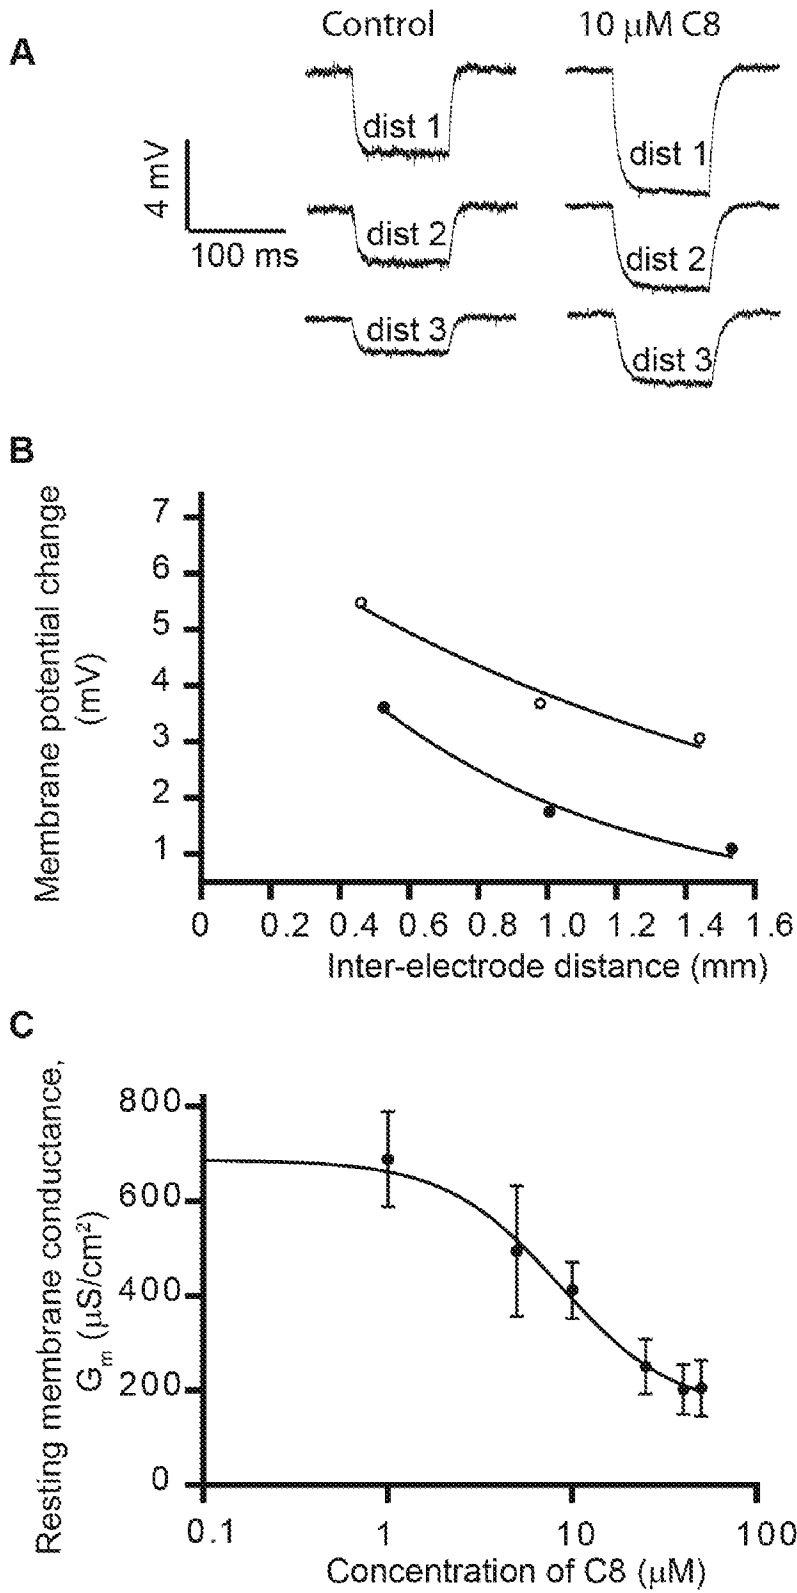 A
Control
10 µM C8
4 mV
100 ms
dist 1
dist 1
dist 2
dist 2
dist 3
dist 3
B
Membrane potential change
(mV)
7
6
5
4
3
2
1
0 0.2 0.4 0.6 0.8 1.0 1.2 1.4 1.6
Inter-electrode distance (mm)
C
Resting membrane conductance,
Gm (µS/cm²)
800
600
400
200
0
0.1 1 10 100
Concentration of C8 (µM)